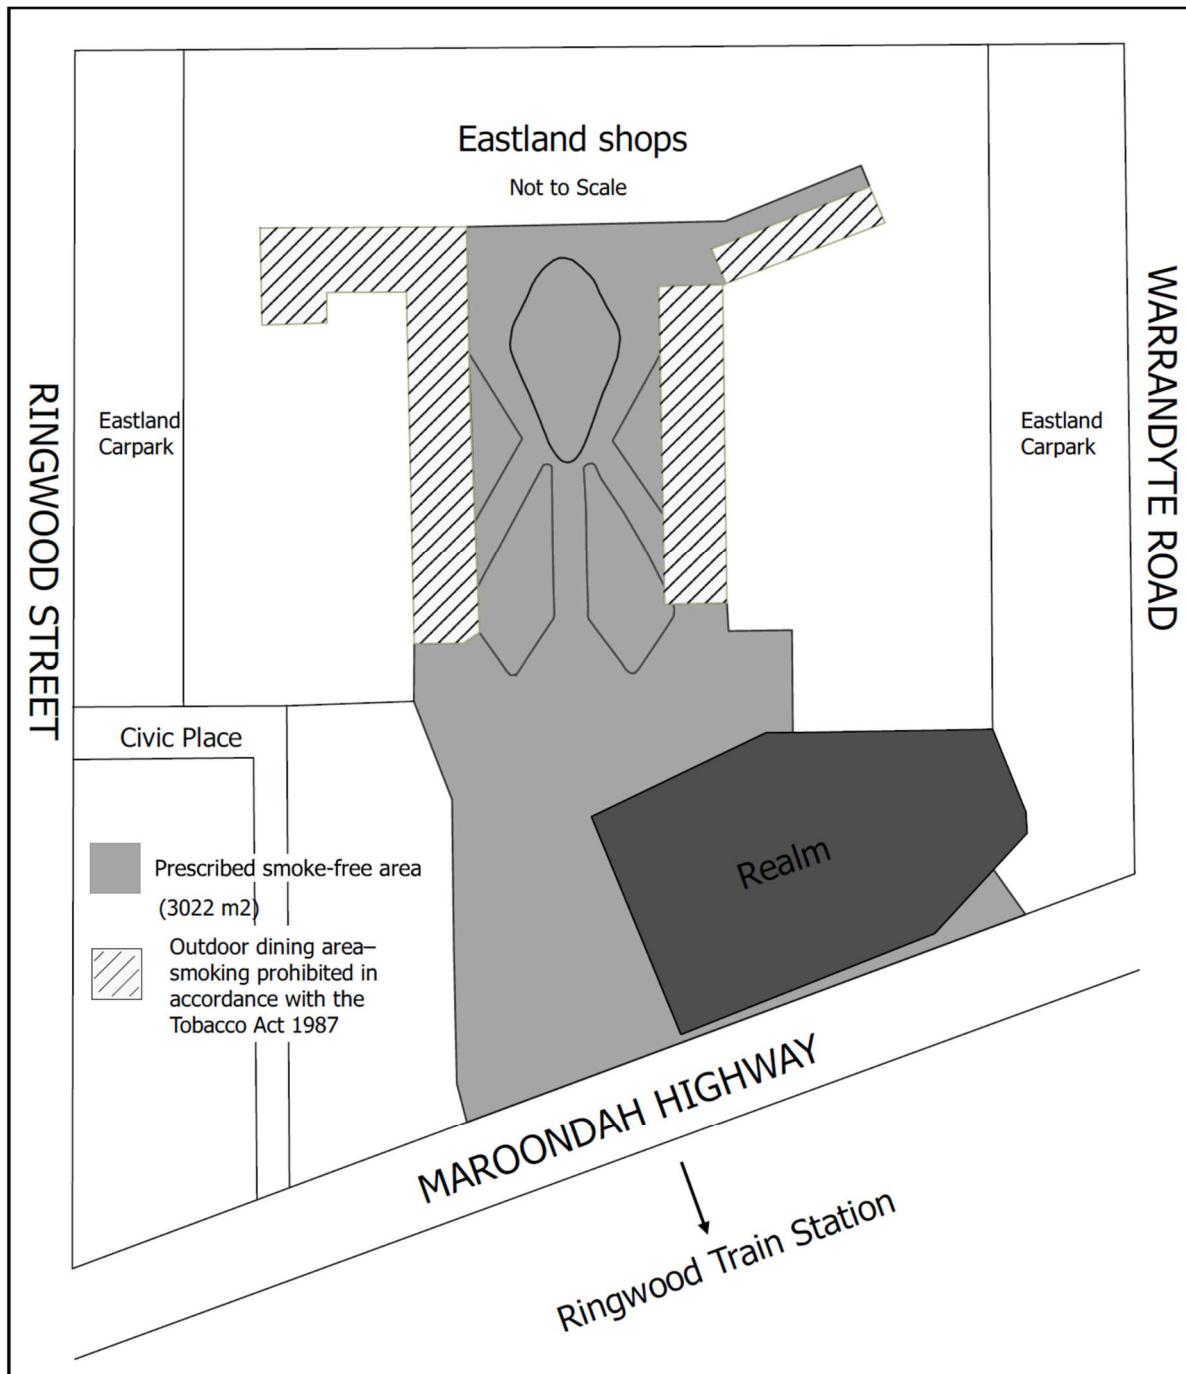 Eastland shops
Not to Scale
RINGWOOD STREET
Eastland
Carpark
Eastland
Carpark
WARRANDYTE ROAD
Civic Place
Prescribed smoke-free area
(3022 m2)
Outdoor dining area–
smoking prohibited in
accordance with the
Tobacco Act 1987
Realm
MAROONDAH HIGHWAY
Ringwood Train Station